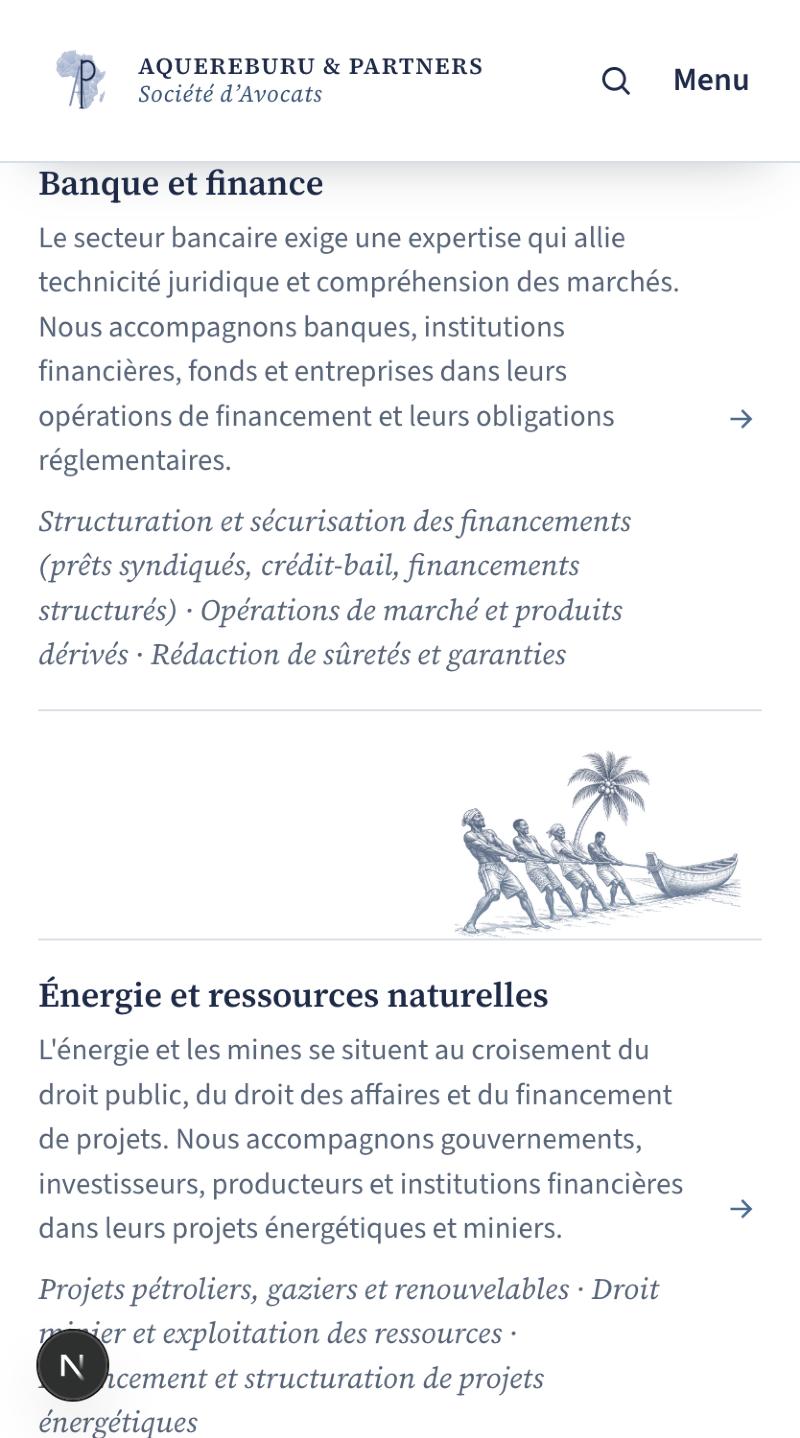 AQUEREBURU & PARTNERS
Société d’Avocats
Menu
Banque et finance
Le secteur bancaire exige une expertise qui allie
technicité juridique et compréhension des marchés.
Nous accompagnons banques, institutions
financières, fonds et entreprises dans leurs
opérations de financement et leurs obligations
réglementaires.
Structuration et sécurisation des financements
(prêts syndiqués, crédit-bail, financements
structurés) · Opérations de marché et produits
dérivés · Rédaction de sûretés et garanties
Énergie et ressources naturelles
L'énergie et les mines se situent au croisement du
droit public, du droit des affaires et du financement
de projets. Nous accompagnons gouvernements,
investisseurs, producteurs et institutions financières
dans leurs projets énergétiques et miniers.
Projets pétroliers, gaziers et renouvelables · Droit
minier et exploitation des ressources ·
et structuration de projets
énergétiques
N